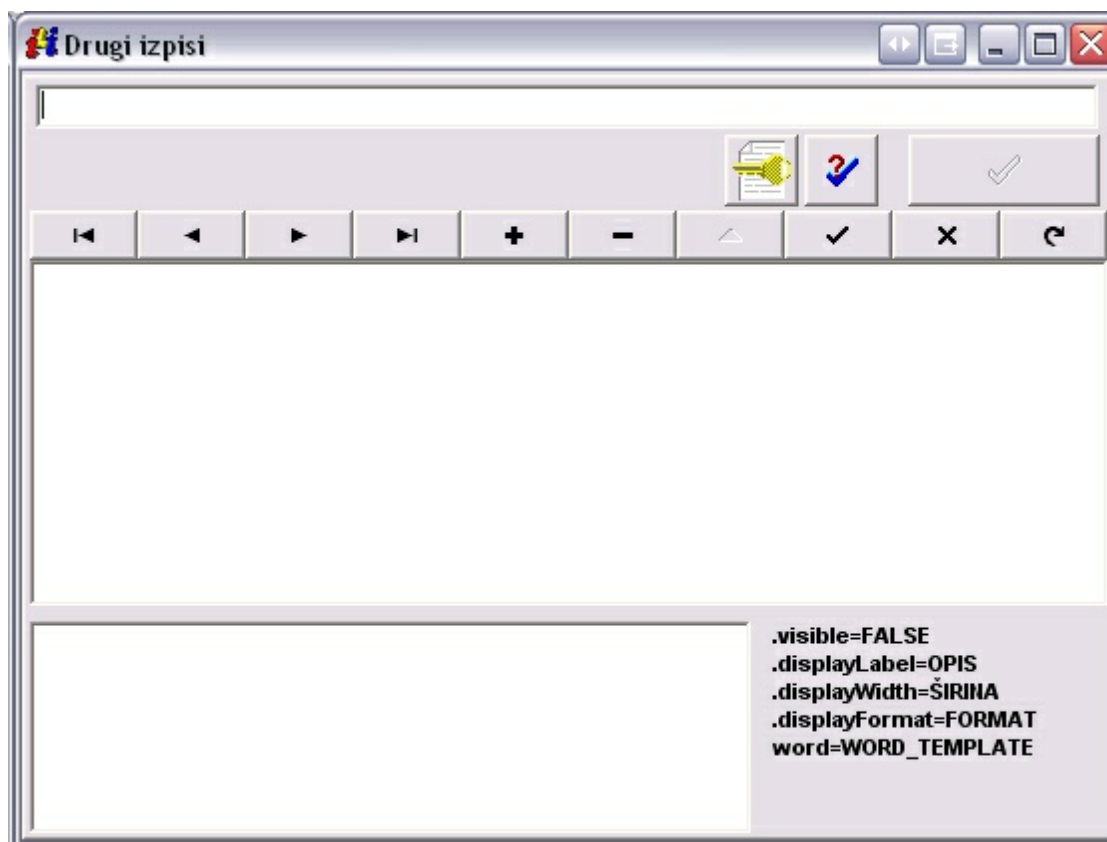 Drugi izpisi
.visible=FALSE
.displayLabel=OPIS
.displayWidth=ŠIRINA
.displayFormat=FORMAT
word=WORD_TEMPLATE